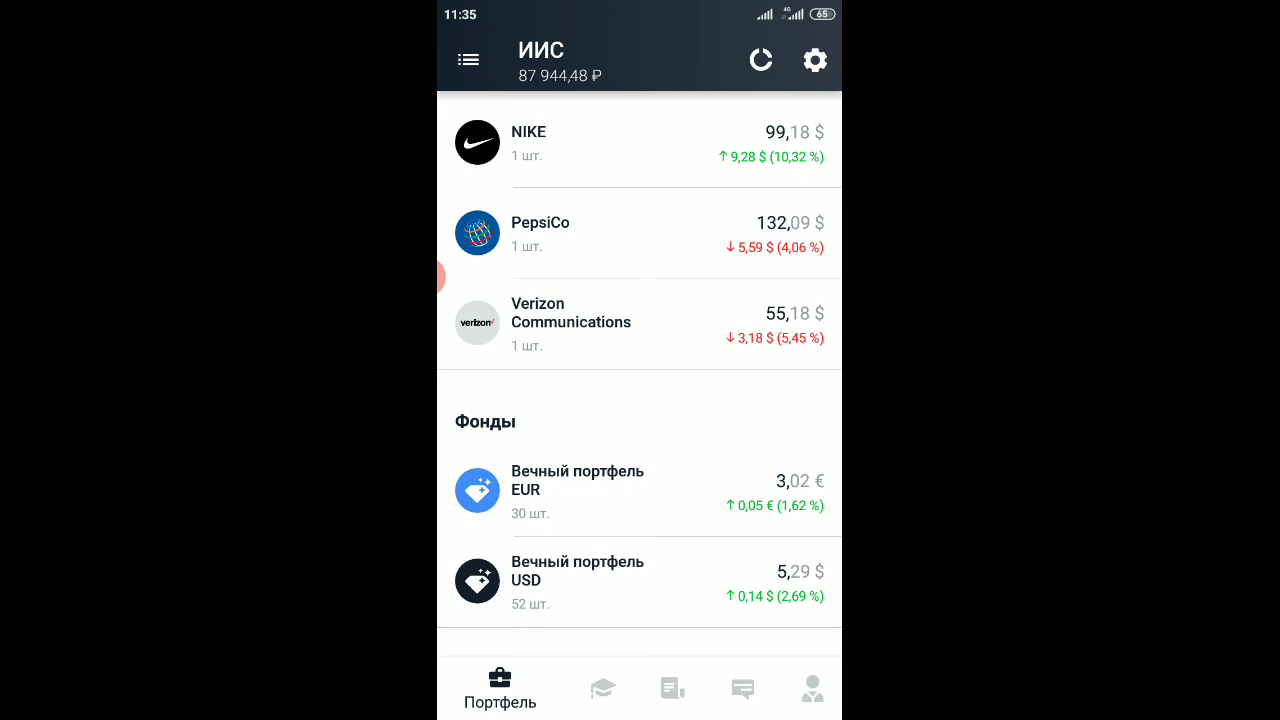 11:35
4G
65
ИИС
87 944,48 ₽
NIKE
99,18 $
1 шт.
↑ 9,28 $ (10,32 %)
PepsiCo
132,09 $
1 шт.
↓ 5,59 $ (4,06 %)
Verizon
Communications
55,18 $
verizon
1 шт.
↓ 3,18 $ (5,45 %)
Фонды
Вечный портфель
EUR
3,02 €
30 шт.
↑ 0,05 € (1,62 %)
Вечный портфель
USD
5,29 $
52 шт.
↑ 0,14 $ (2,69 %)
Портфель